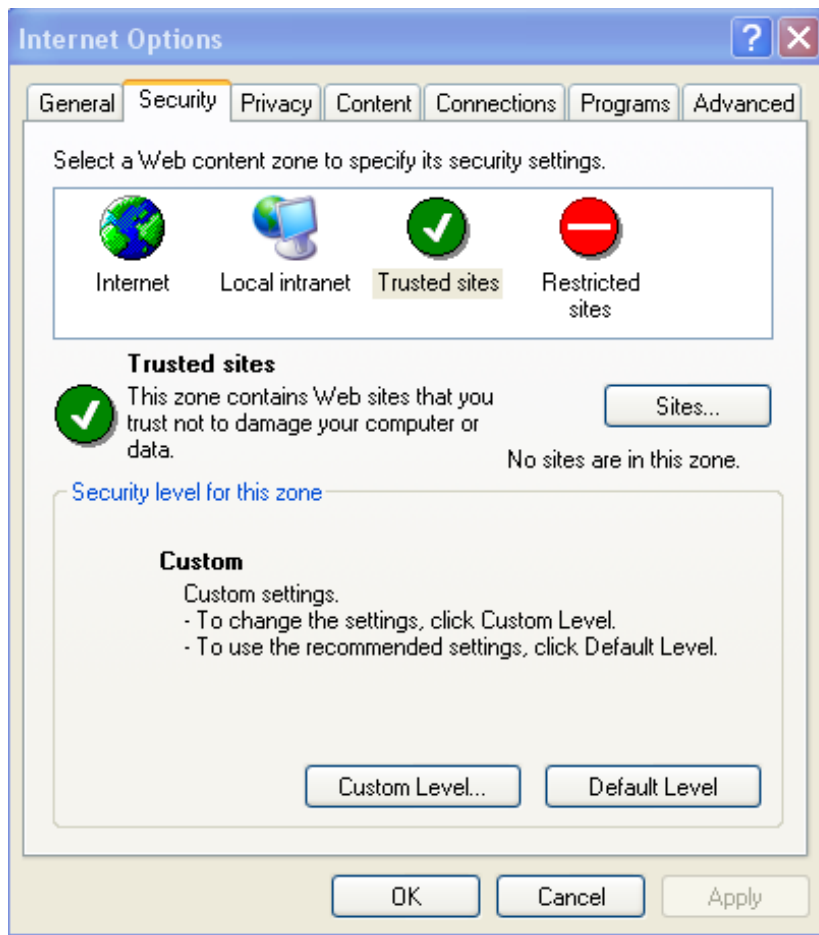 Internet Options
General Security Privacy Content Connections Programs Advanced
Select a Web content zone to specify its security settings.
Internet Local intranet Trusted sites Restricted
sites
Trusted sites
This zone contains Web sites that you
trust not to damage your computer or
data.
Sites...
No sites are in this zone.
Security level for this zone
Custom
Custom settings.
- To change the settings, click Custom Level.
- To use the recommended settings, click Default Level.
Custom Level... Default Level
OK Cancel Apply